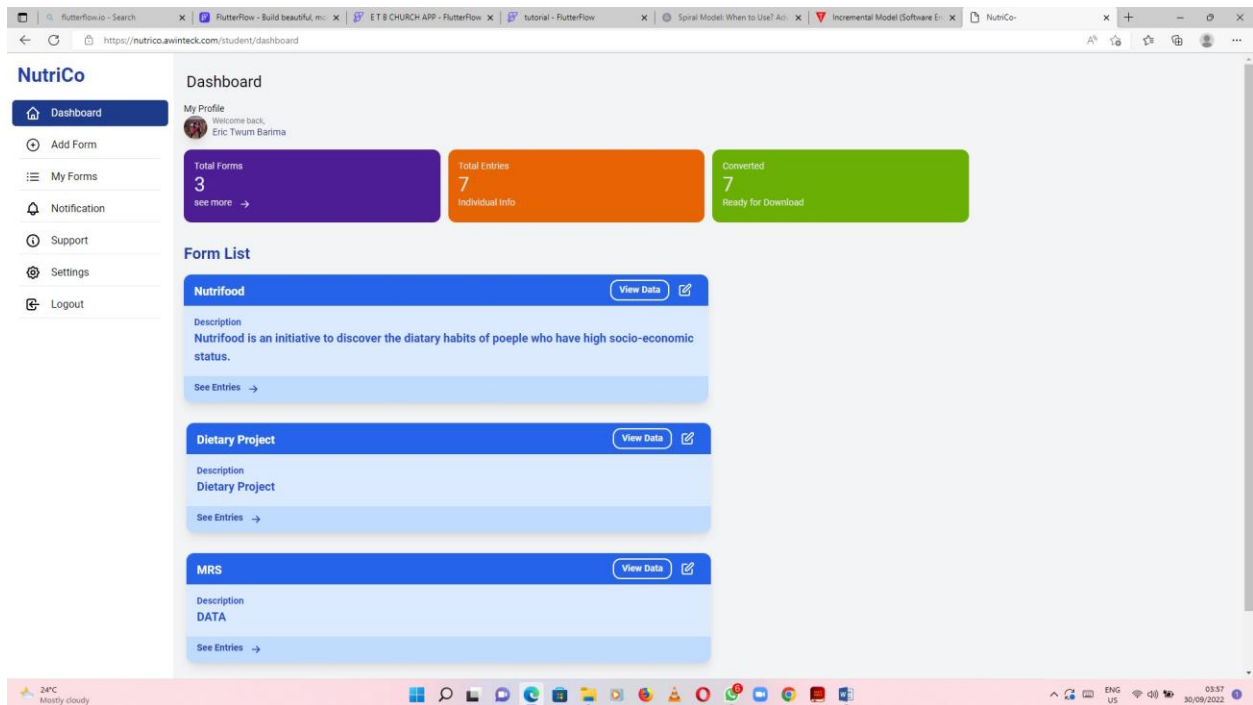 flutterflow.io - Search
FlutterFlow - Build beautiful, mo
E T B CHURCH APP - FlutterFlow
tutorial - FlutterFlow
Spiral Model: When to Use? Ad
Incremental Model (Software E
NutriCo-
https://nutrico.awinteck.com/student/dashboard
NutriCo
Dashboard
Add Form
My Forms
Notification
Support
Settings
Logout
Dashboard
My Profile
Welcome back,
Eric Twum Barima
Total Forms
3
see more →
Total Entries
7
Individual Info
Converted
7
Ready for Download
Form List
Nutrifood
View Data
Description
Nutrifood is an initiative to discover the diatary habits of poeple who have high socio-economic
status.
See Entries →
Dietary Project
View Data
Description
Dietary Project
See Entries →
MRS
View Data
Description
DATA
See Entries →
24°C
Mostly cloudy
ENG
US
03:57
30/09/2022